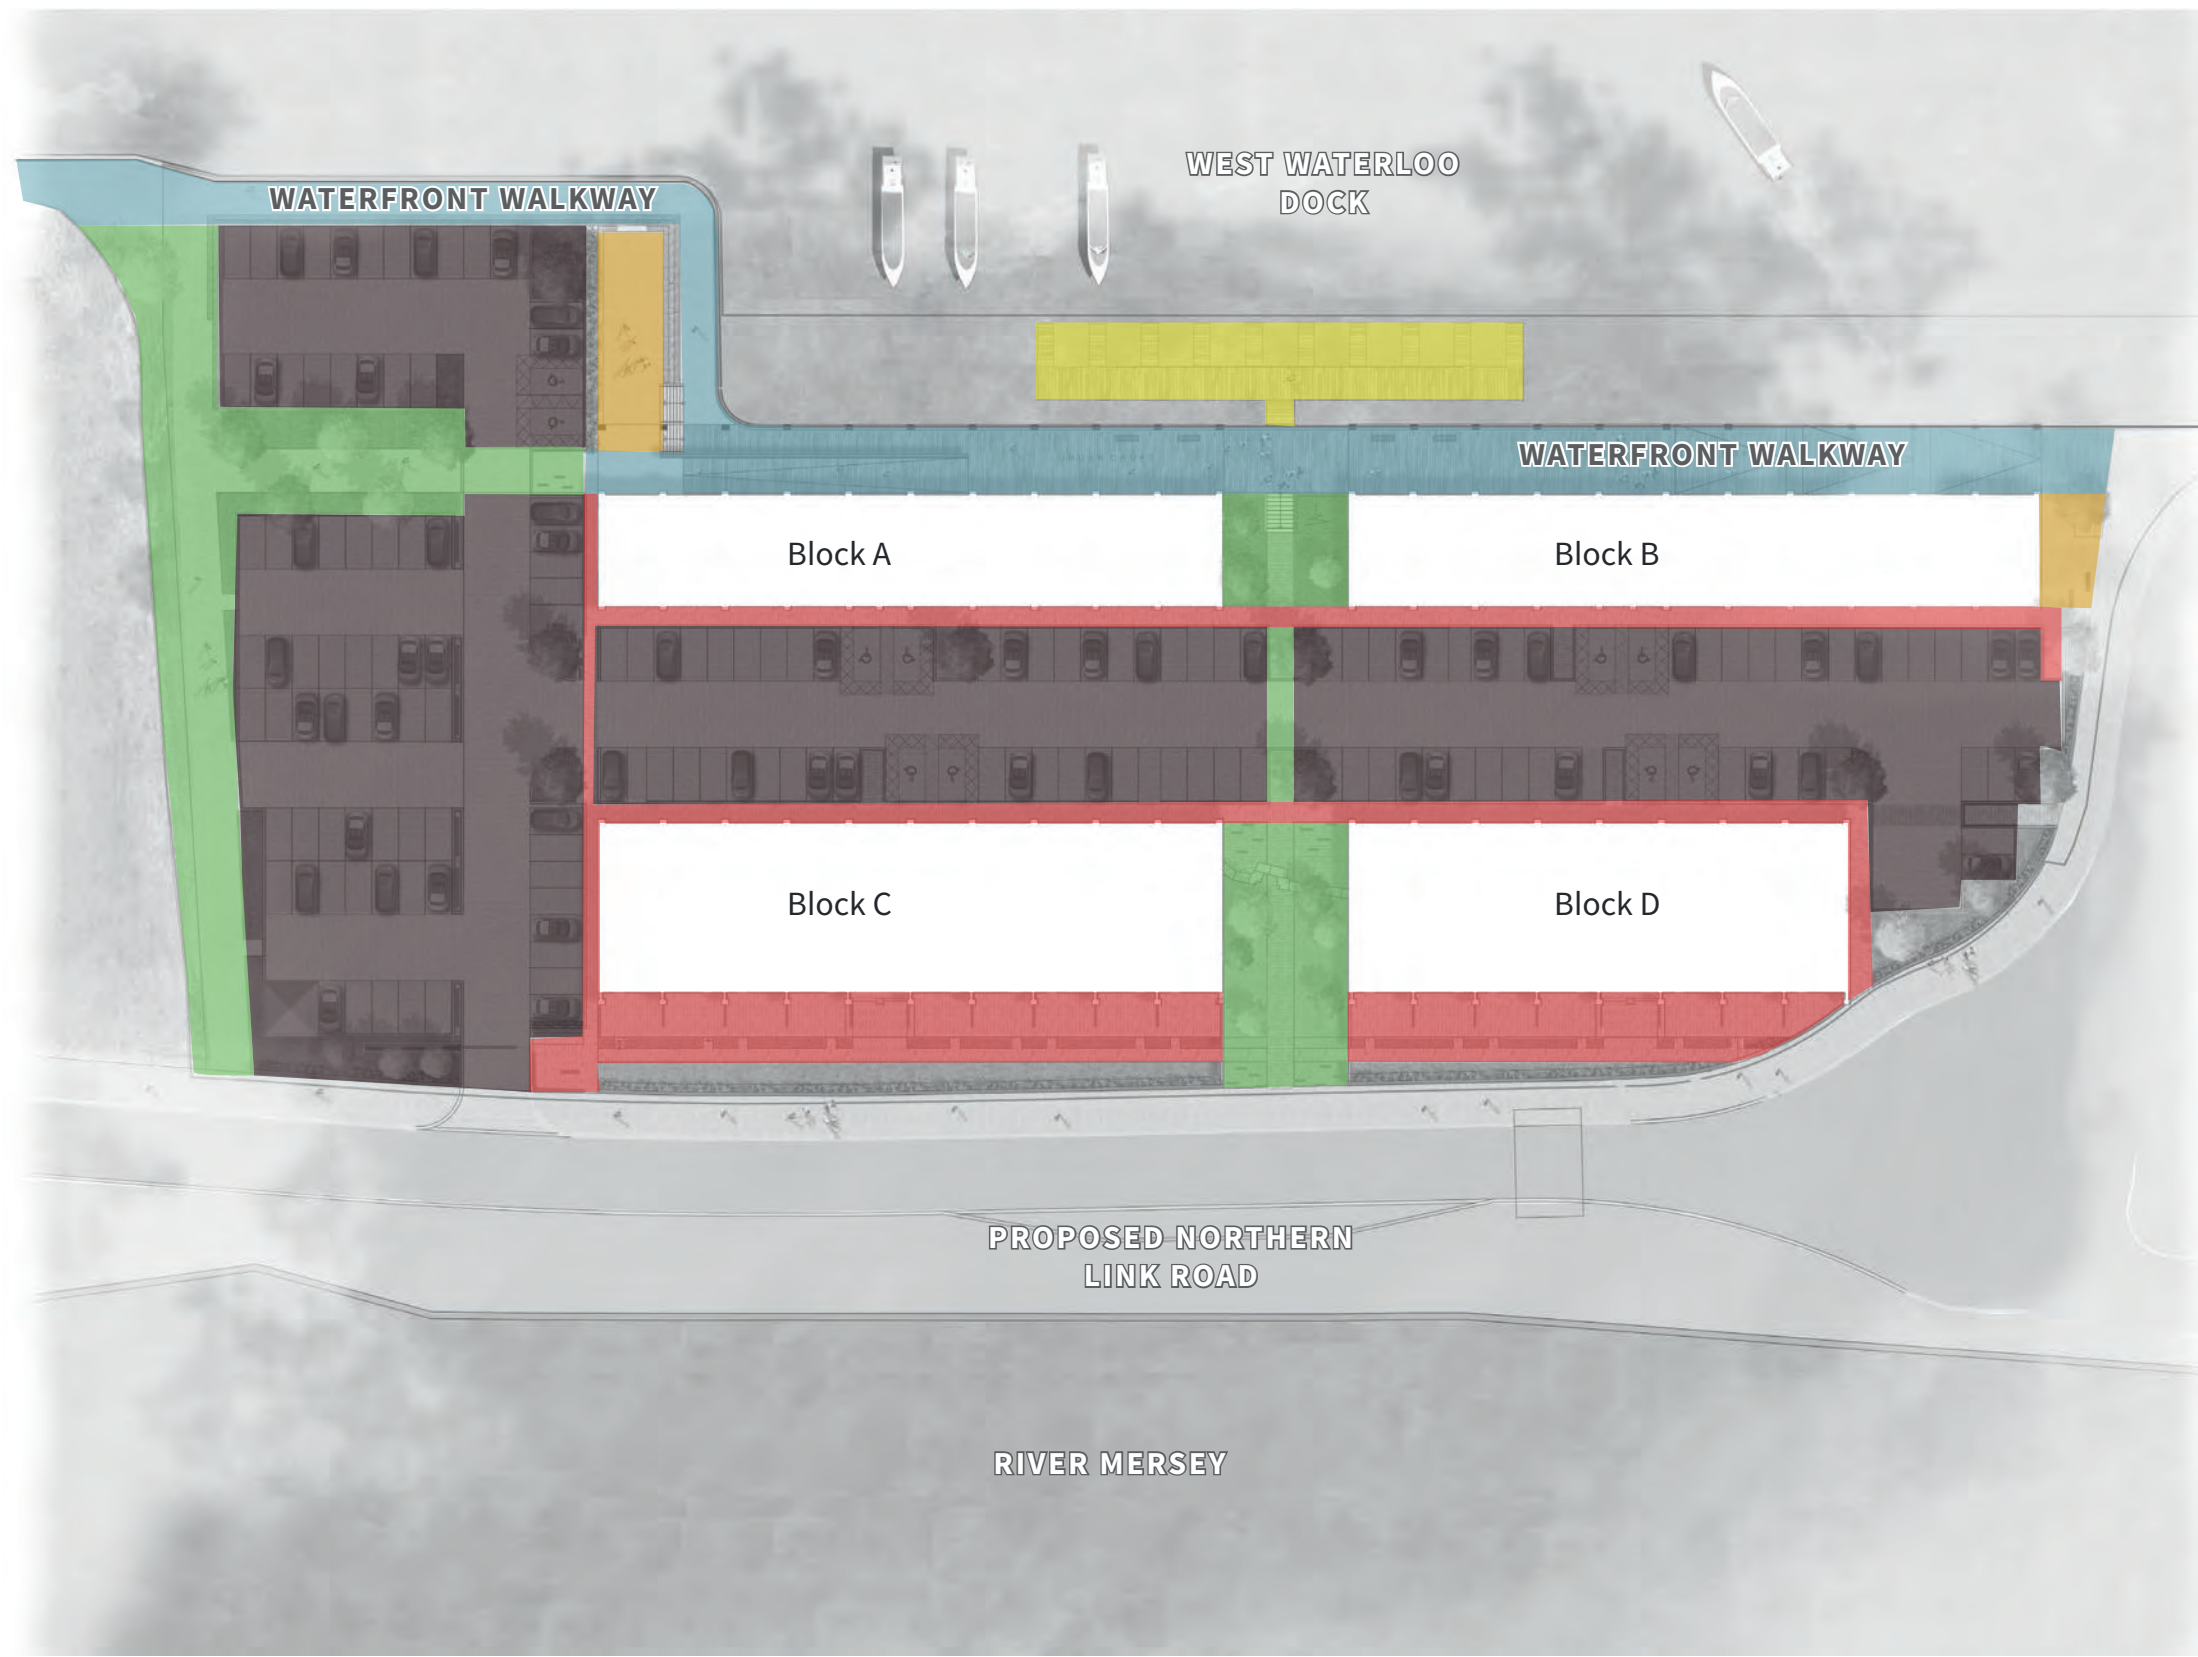 WEST WATERLOO
DOCK
WATERFRONT WALKWAY
WATERFRONT WALKWAY
Block A
Block B
Block C
Block D
PROPOSED NORTHERN
LINK ROAD
RIVER MERSEY